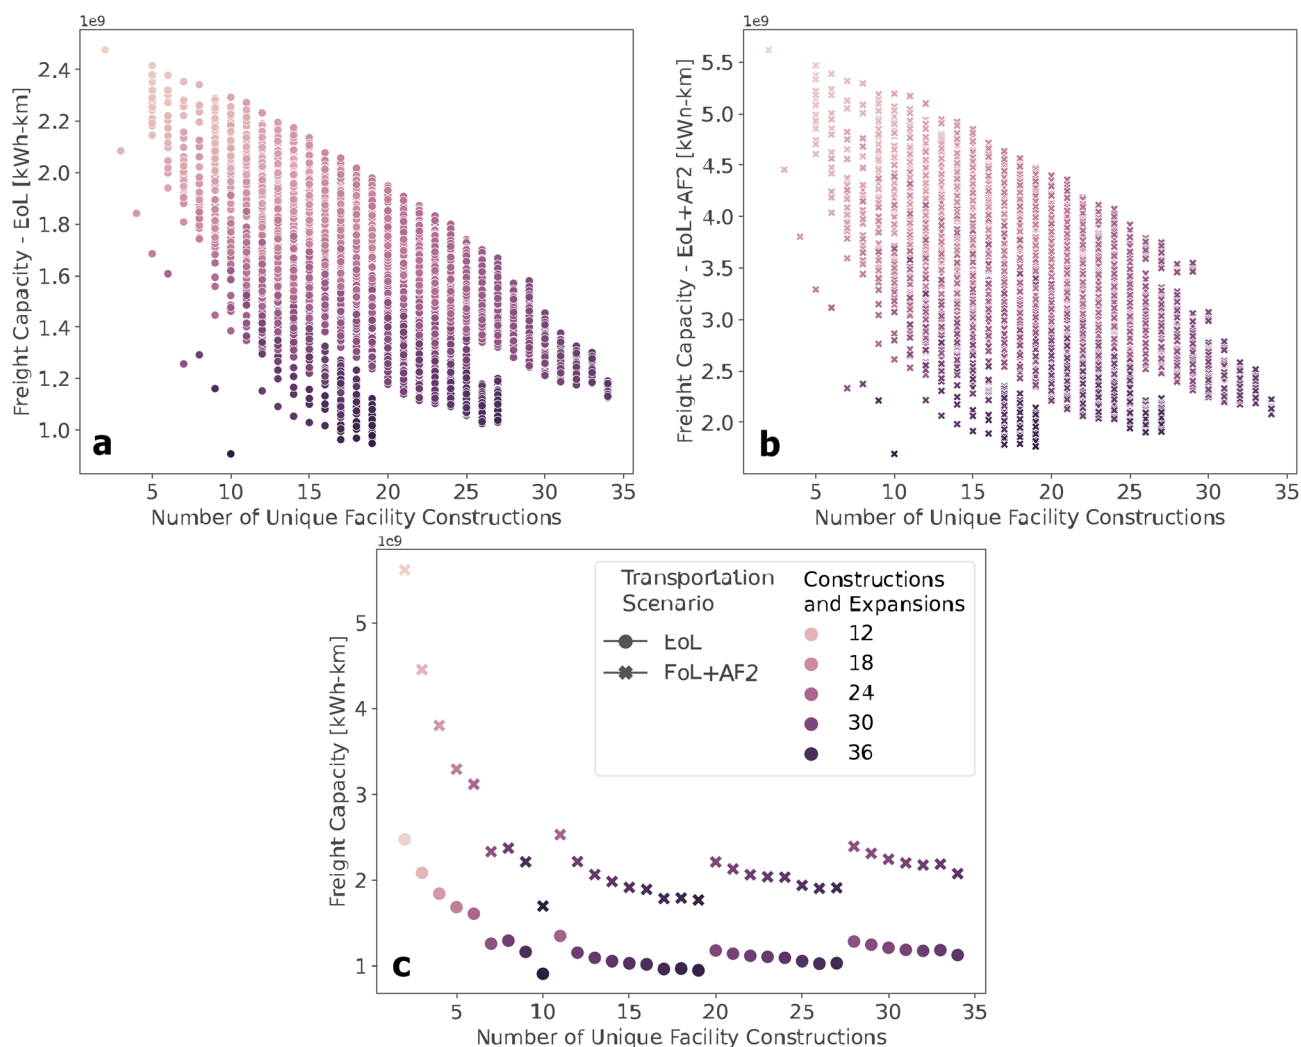 1e9
Freight Capacity - EoL [kWh-km]
2.4
2.2
2.0
1.8
1.6
1.4
1.2
1.0
a
5 10 15 20 25 30 35
Number of Unique Facility Constructions
1e9
Freight Capacity - EoL+AF2 [kWn-km]
5.5
5.0
4.5
4.0
3.5
3.0
2.5
2.0
b
5 10 15 20 25 30 35
Number of Unique Facility Constructions
1e9
Freight Capacity [kWh-km]
5
4
3
2
1
c
Transportation
Scenario
EoL
FoL+AF2
Constructions
and Expansions
12
18
24
30
36
5 10 15 20 25 30 35
Number of Unique Facility Constructions